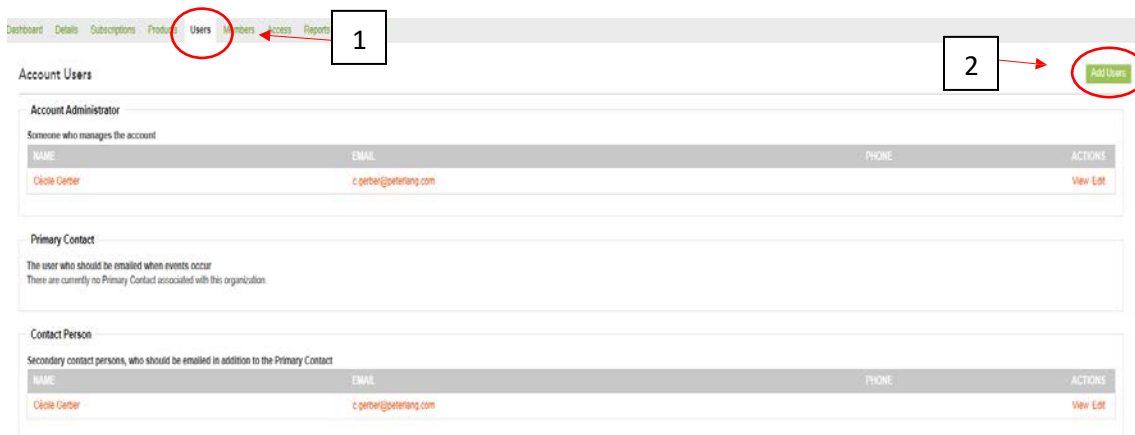 Dashboard Details Subscriptions Products Users Members Access Reports
1
2
Account Users
Add Users
Account Administrator
Someone who manages the account
NAME EMAIL PHONE ACTIONS
Cécile Gerber c.gerber@peterlang.com View Edit
Primary Contact
The user who should be emailed when events occur
There are currently no Primary Contact associated with this organization.
Contact Person
Secondary contact persons, who should be emailed in addition to the Primary Contact
NAME EMAIL PHONE ACTIONS
Cécile Gerber c.gerber@peterlang.com View Edit